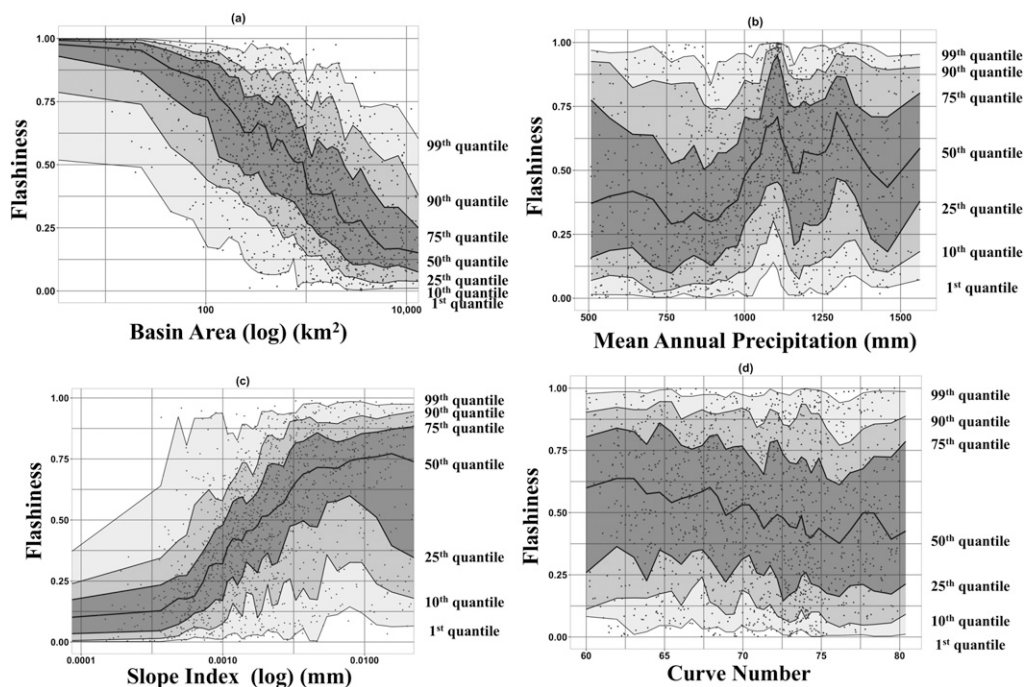 (a)
1.00
0.75
0.50
0.25
0.00
Flashiness
99th quantile
90th quantile
75th quantile
50th quantile
25th quantile
10th quantile
1st quantile
100
10,000
Basin Area (log) (km²)
(b)
1.00
0.75
0.50
0.25
0.00
Flashiness
99th quantile
90th quantile
75th quantile
50th quantile
25th quantile
10th quantile
1st quantile
500
750
1000
1250
1500
Mean Annual Precipitation (mm)
(c)
1.00
0.75
0.50
0.25
0.00
Flashiness
99th quantile
90th quantile
75th quantile
50th quantile
25th quantile
10th quantile
1st quantile
0.0001
0.0010
0.0100
Slope Index (log) (mm)
(d)
1.00
0.75
0.50
0.25
0.00
Flashiness
99th quantile
90th quantile
75th quantile
50th quantile
25th quantile
10th quantile
1st quantile
60
65
70
75
80
Curve Number